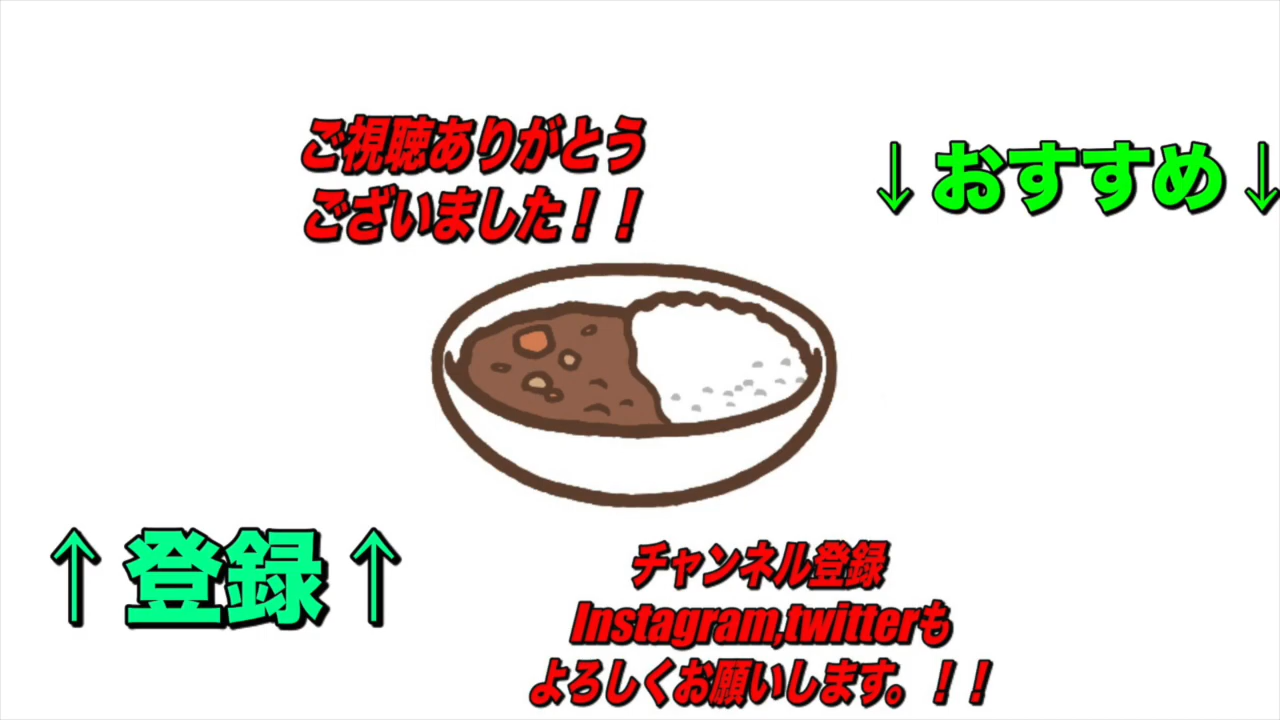 ご視聴ありがとう
ございました！！
↓おすすめ↓
↑登録↑
チャンネル登録
Instagram,twitterも
よろしくお願いします。！！